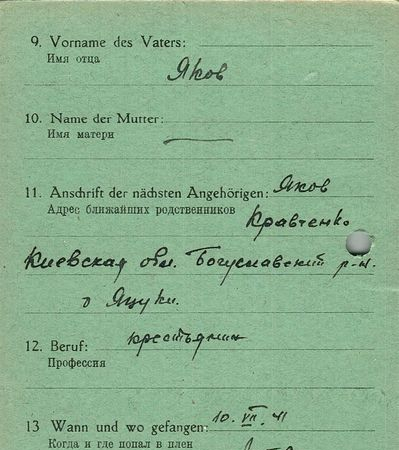 9. Vorname des Vaters:
Имя отца
Яков
10. Name der Mutter:
Имя матери
11. Anschrift der nächsten Angehörigen: Яков
Адрес ближайших родственников
Кравченко
Киевская обл. Богуславский р-н.
Яцуки.
12. Beruf: крестьянин
Профессия
13 Wann und wo gefangen: 10. VII. 41
Когда и где попал в плен